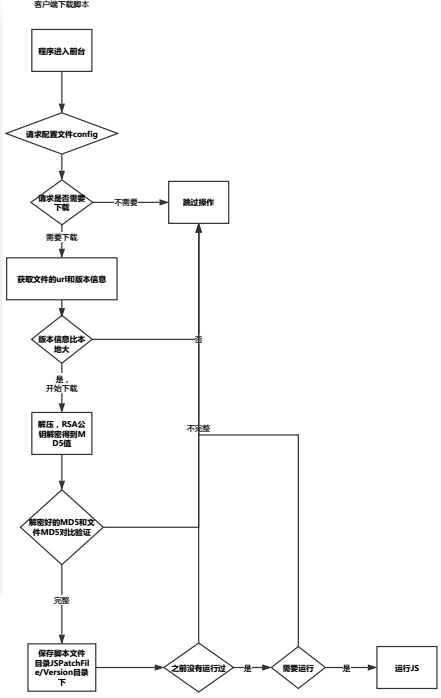 客户端下载脚本
程序进入前台
请求配置文件config
请求是否需要
下载
不需要
跳过操作
需要下载
获取文件的url和版本信息
版本信息比本
地大
否
是，
开始下载
解压，RSA公
钥解密得到M
D5值
不完整
解密好的MD5和文
件MD5对比验证
完整
保存脚本文件
目录JSPatchFil
e/Version目录
下
之前没有运行过
是
需要运行
是
运行JS